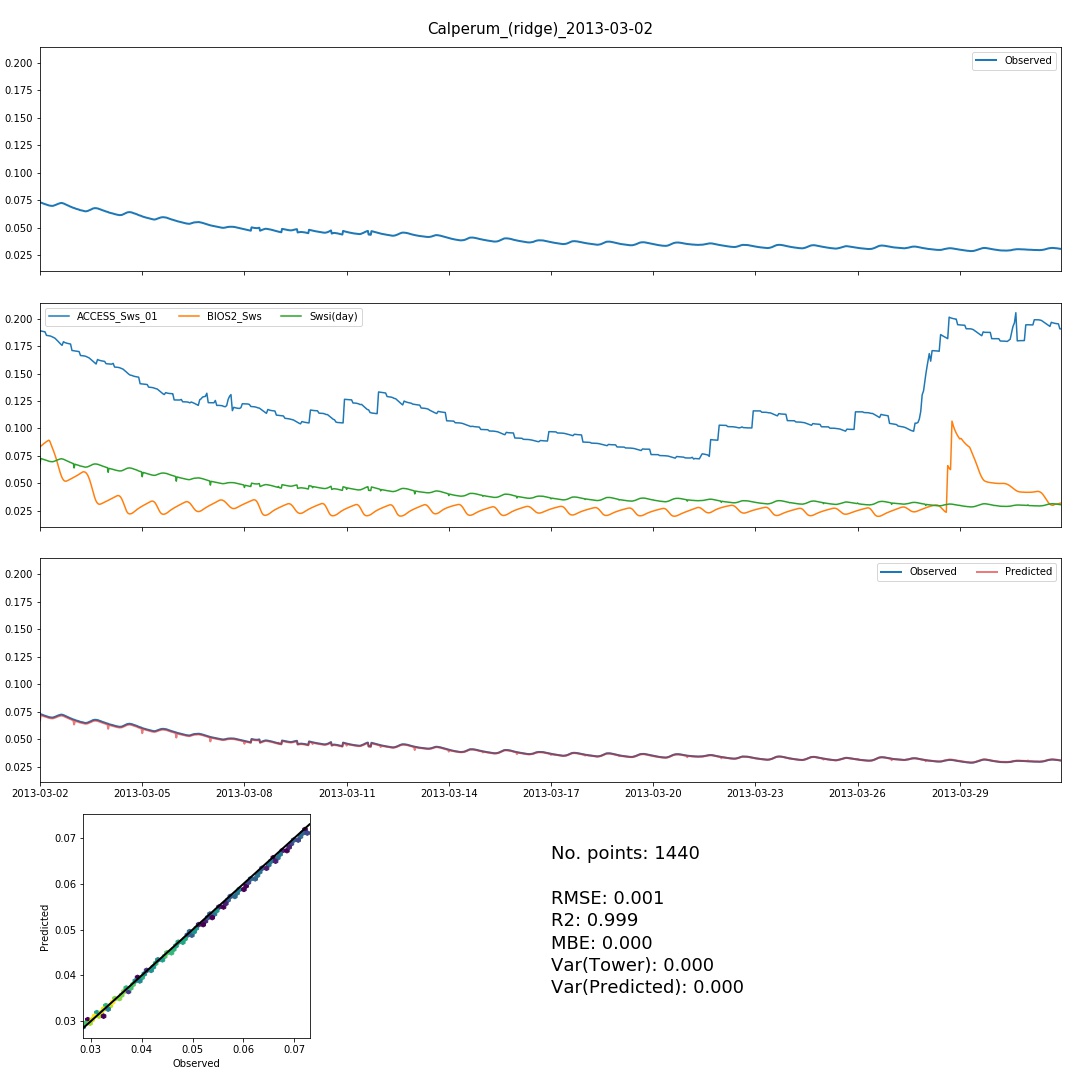 Calperum_(ridge)_2013-03-02
Observed
0.200
0.175
0.150
0.125
0.100
0.075
0.050
0.025
ACCESS_Sws_01 BIOS2_Sws Swsi(day)
0.200
0.175
0.150
0.125
0.100
0.075
0.050
0.025
Observed Predicted
0.200
0.175
0.150
0.125
0.100
0.075
0.050
0.025
2013-03-02 2013-03-05 2013-03-08 2013-03-11 2013-03-14 2013-03-17 2013-03-20 2013-03-23 2013-03-26 2013-03-29
0.07
0.06
0.05
0.04
0.03
Predicted
0.03 0.04 0.05 0.06 0.07
Observed
No. points: 1440
RMSE: 0.001
R2: 0.999
MBE: 0.000
Var(Tower): 0.000
Var(Predicted): 0.000